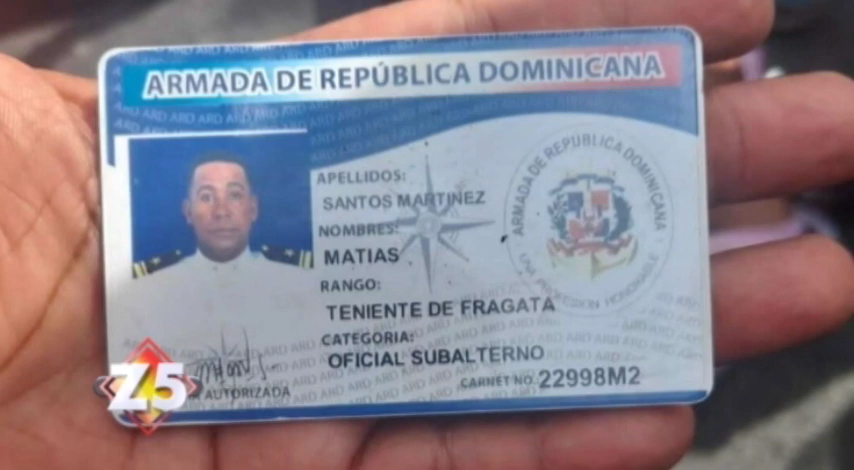 ARMADA DE REPÚBLICA DOMINICANA
APELLIDOS:
SANTOS MARTINEZ
NOMBRES:
MATIAS
RANGO:
TENIENTE DE FRAGATA
CATEGORIA:
OFICIAL SUBALTERNO
CARNET NO. 22998M2
AUTORIZADA
ARMADA DE REPÚBLICA DOMINICANA
UNA PROFESION HONORABLE
Z5